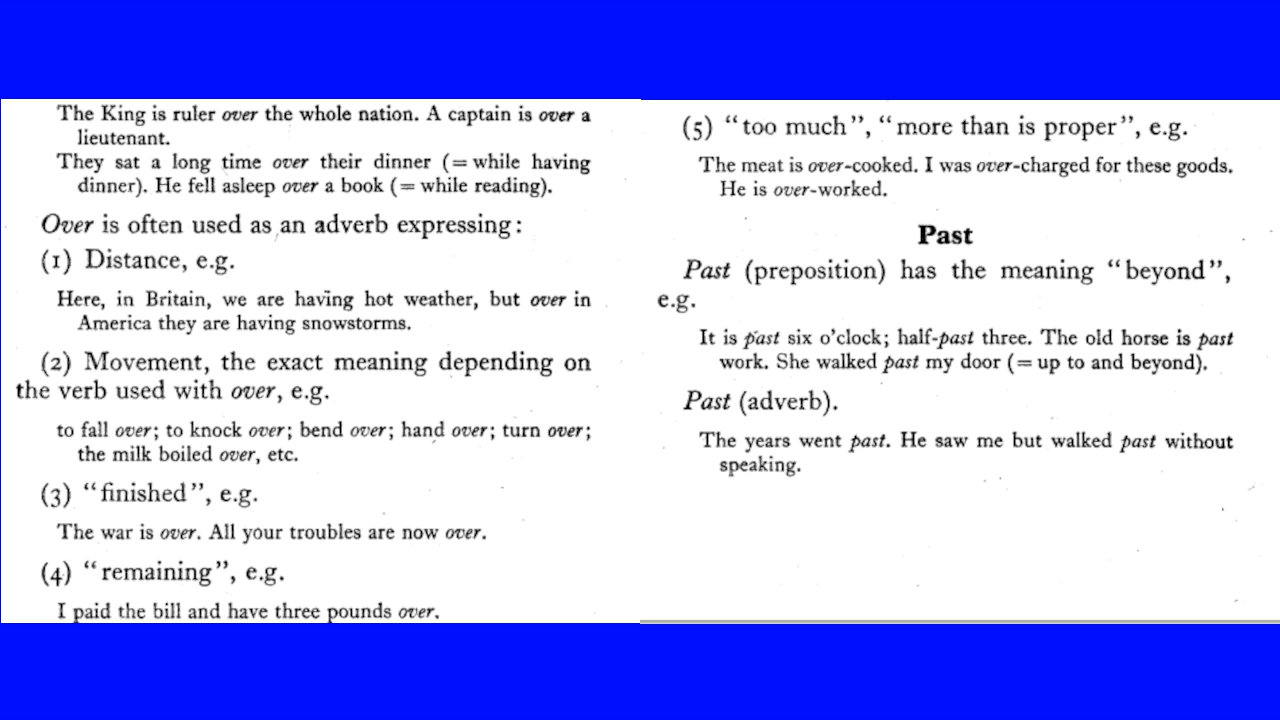 The King is ruler over the whole nation. A captain is over a
lieutenant.
They sat a long time over their dinner (= while having
dinner). He fell asleep over a book (= while reading).
Over is often used as an adverb expressing:
(1) Distance, e.g.
Here, in Britain, we are having hot weather, but over in
America they are having snowstorms.
(2) Movement, the exact meaning depending on
the verb used with over, e.g.
to fall over; to knock over; bend over; hand over; turn over;
the milk boiled over, etc.
(3) “finished”, e.g.
The war is over. All your troubles are now over.
(4) “remaining”, e.g.
I paid the bill and have three pounds over.
(5) “too much”, “more than is proper”, e.g.
The meat is over-cooked. I was over-charged for these goods.
He is over-worked.
Past
Past (preposition) has the meaning “beyond”,
e.g.
It is past six o’clock; half-past three. The old horse is past
work. She walked past my door (= up to and beyond).
Past (adverb).
The years went past. He saw me but walked past without
speaking.